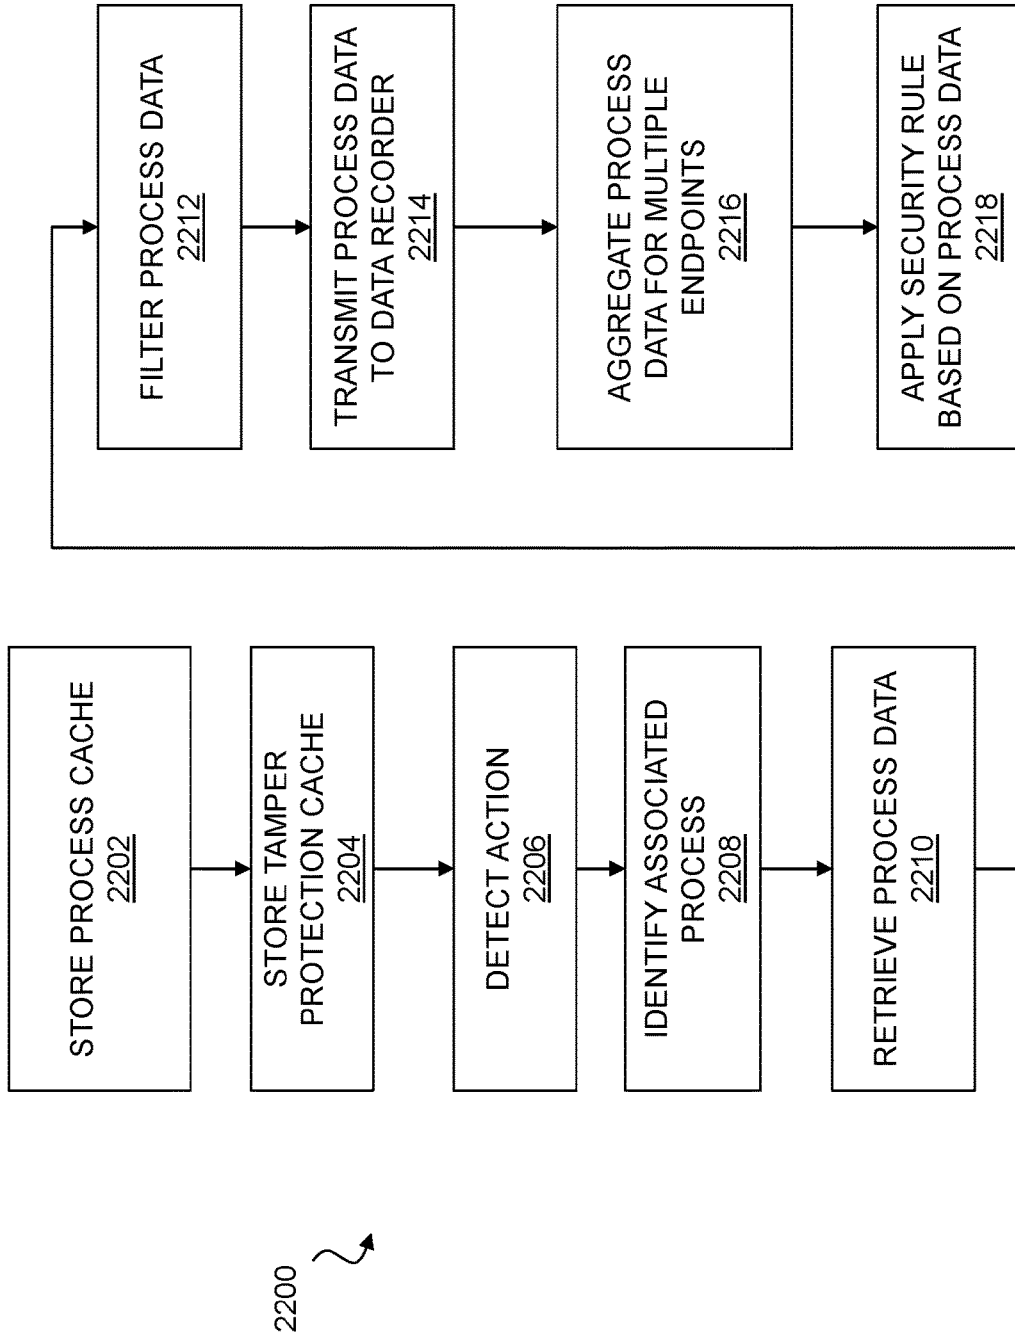 2200
STORE PROCESS CACHE
2202
STORE TAMPER
PROTECTION CACHE
2204
DETECT ACTION
2206
IDENTIFY ASSOCIATED
PROCESS
2208
RETRIEVE PROCESS DATA
2210
FILTER PROCESS DATA
2212
TRANSMIT PROCESS DATA
TO DATA RECORDER
2214
AGGREGATE PROCESS
DATA FOR MULTIPLE
ENDPOINTS
2216
APPLY SECURITY RULE
BASED ON PROCESS DATA
2218